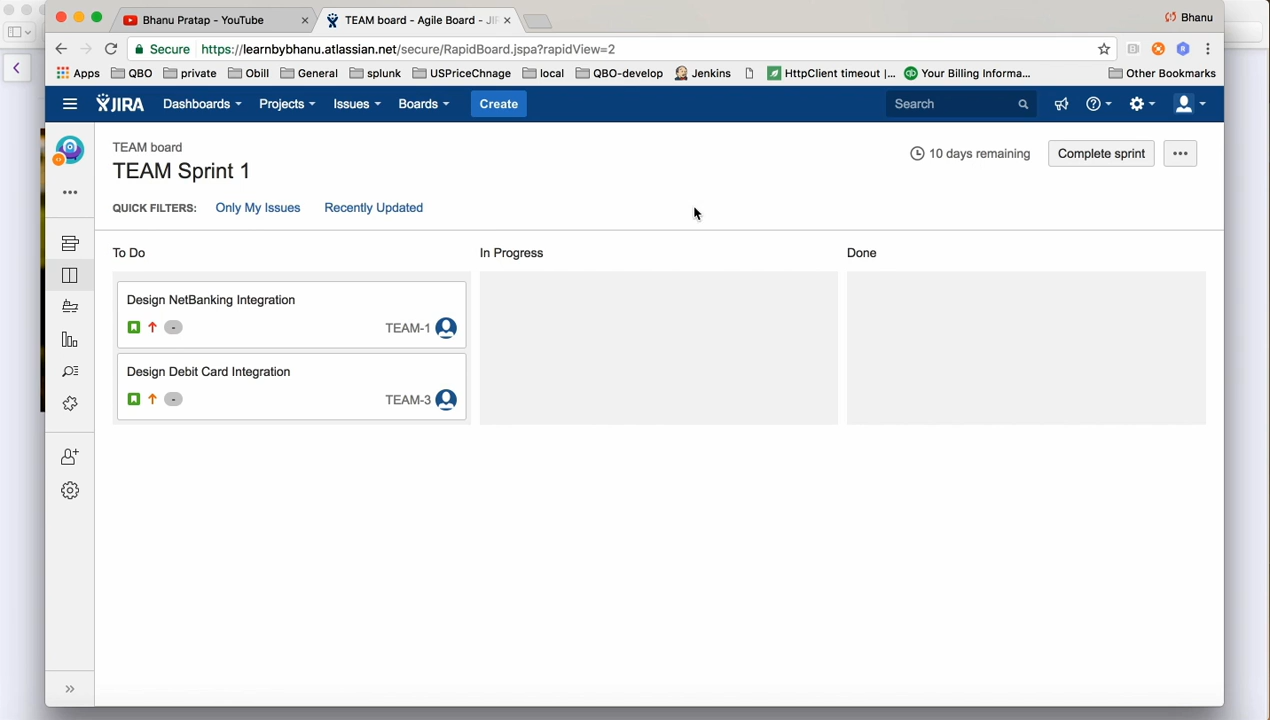 Bhanu Pratap - YouTube
TEAM board - Agile Board - JI
Bhanu
Secure
https://learnbybhanu.atlassian.net/secure/RapidBoard.jspa?rapidView=2
Apps QBO private Obill General splunk USPriceChnage local QBO-develop Jenkins HttpClient timeout |... Your Billing Informa... Other Bookmarks
JIRA Dashboards Projects Issues Boards Create Search
TEAM board
TEAM Sprint 1
10 days remaining
Complete sprint
QUICK FILTERS: Only My Issues Recently Updated
To Do In Progress Done
Design NetBanking Integration
- TEAM-1
Design Debit Card Integration
- TEAM-3